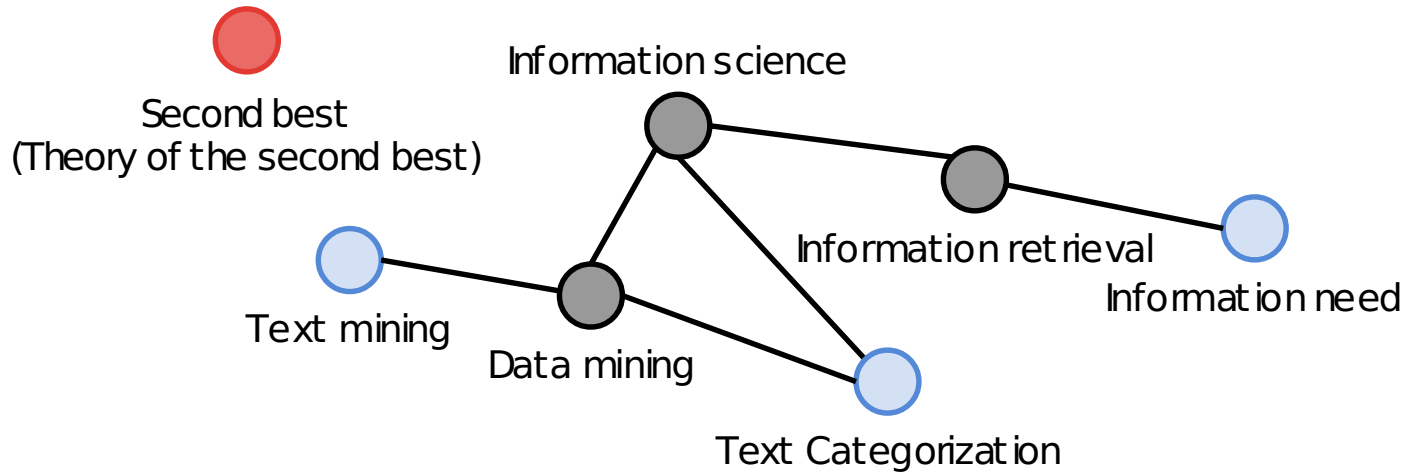 Information science
Second best
(Theory of the second best)
Information retrieval
Information need
Text mining
Data mining
Text Categorization